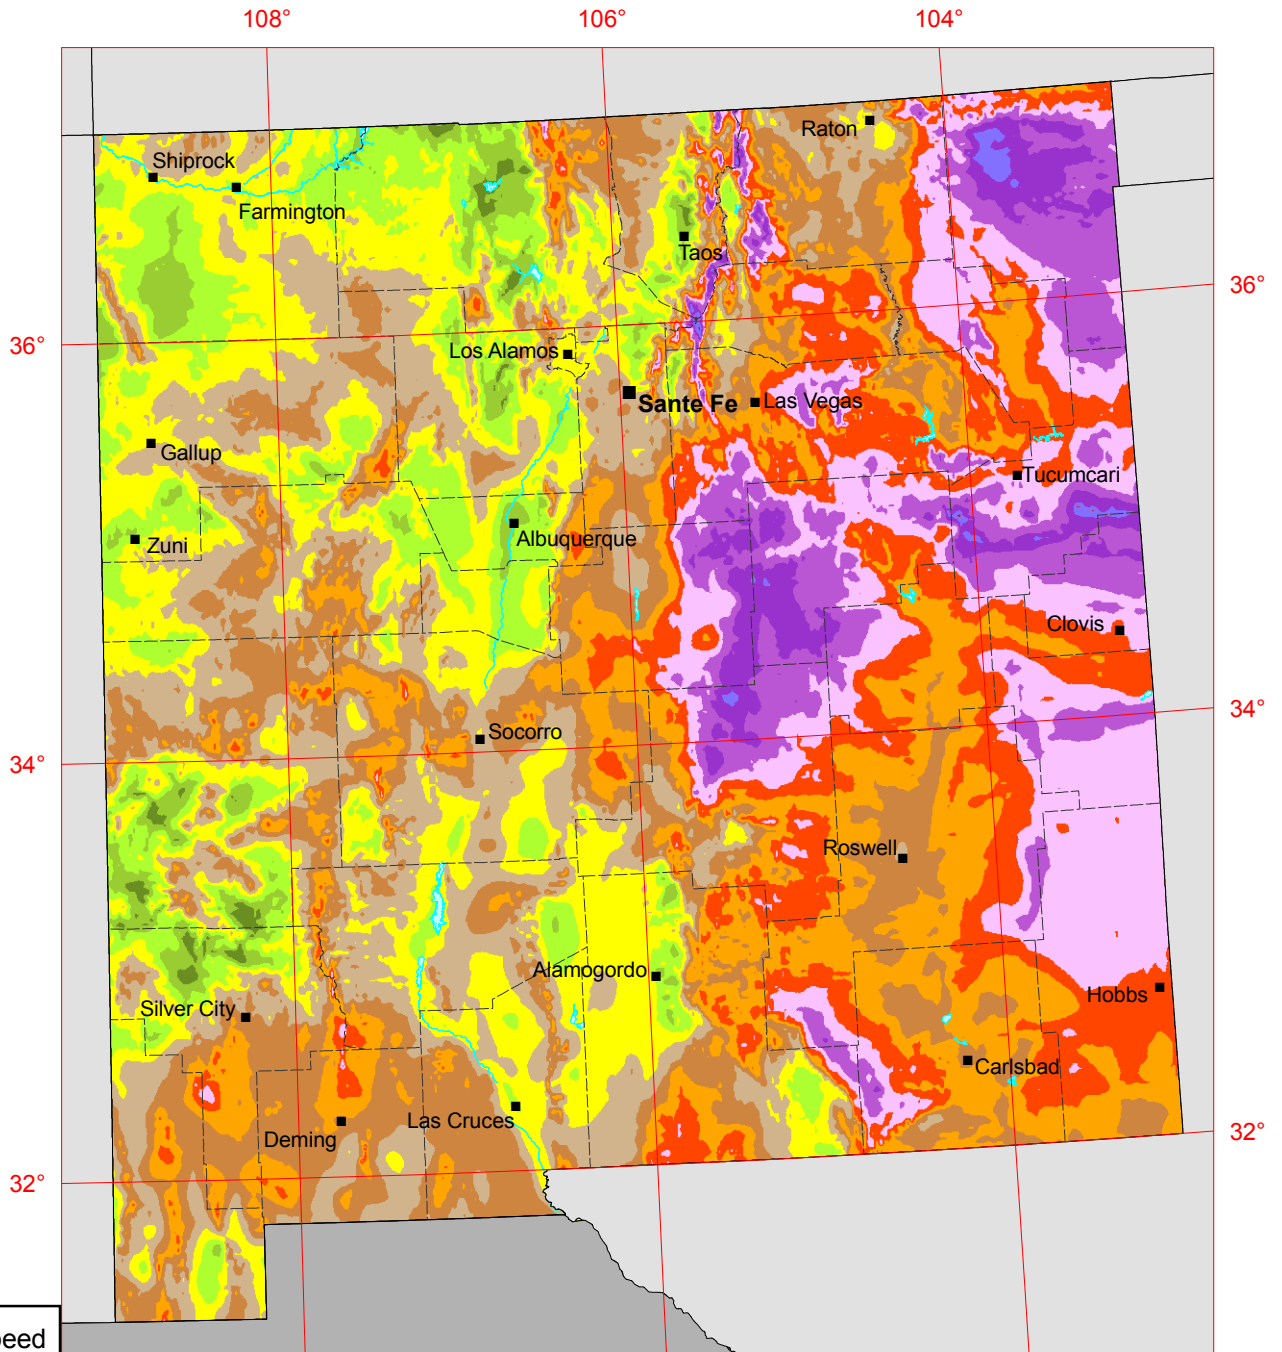 108°
106°
104°
Raton
Shiprock
Farmington
Taos
36°
36°
Los Alamos
Sante Fe
Las Vegas
Gallup
Tucumcari
Albuquerque
Zuni
Clovis
34°
Socorro
34°
Roswell
Alamogordo
Hobbs
Silver City
Carlsbad
Las Cruces
Deming
32°
32°